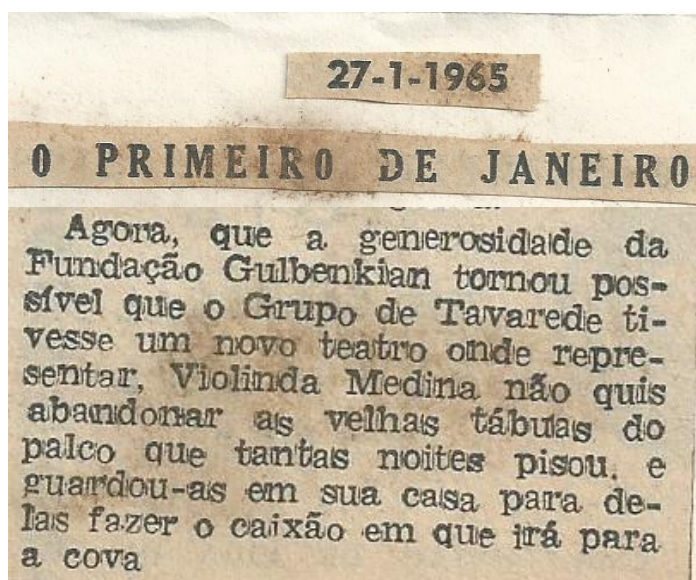 27-1-1965
O PRIMEIRO DE JANEIRO
Agora, que a generosidade da
Fundação Gulbenkian tornou pos-
sível que o Grupo de Tavarede ti-
vesse um novo teatro onde repre-
sentar, Violinda Medina não quis
abandonar as velhas tábuas do
palco que tantas noites pisou. e
guardou-as em sua casa para de-
las fazer o caixão em que irá para
a cova